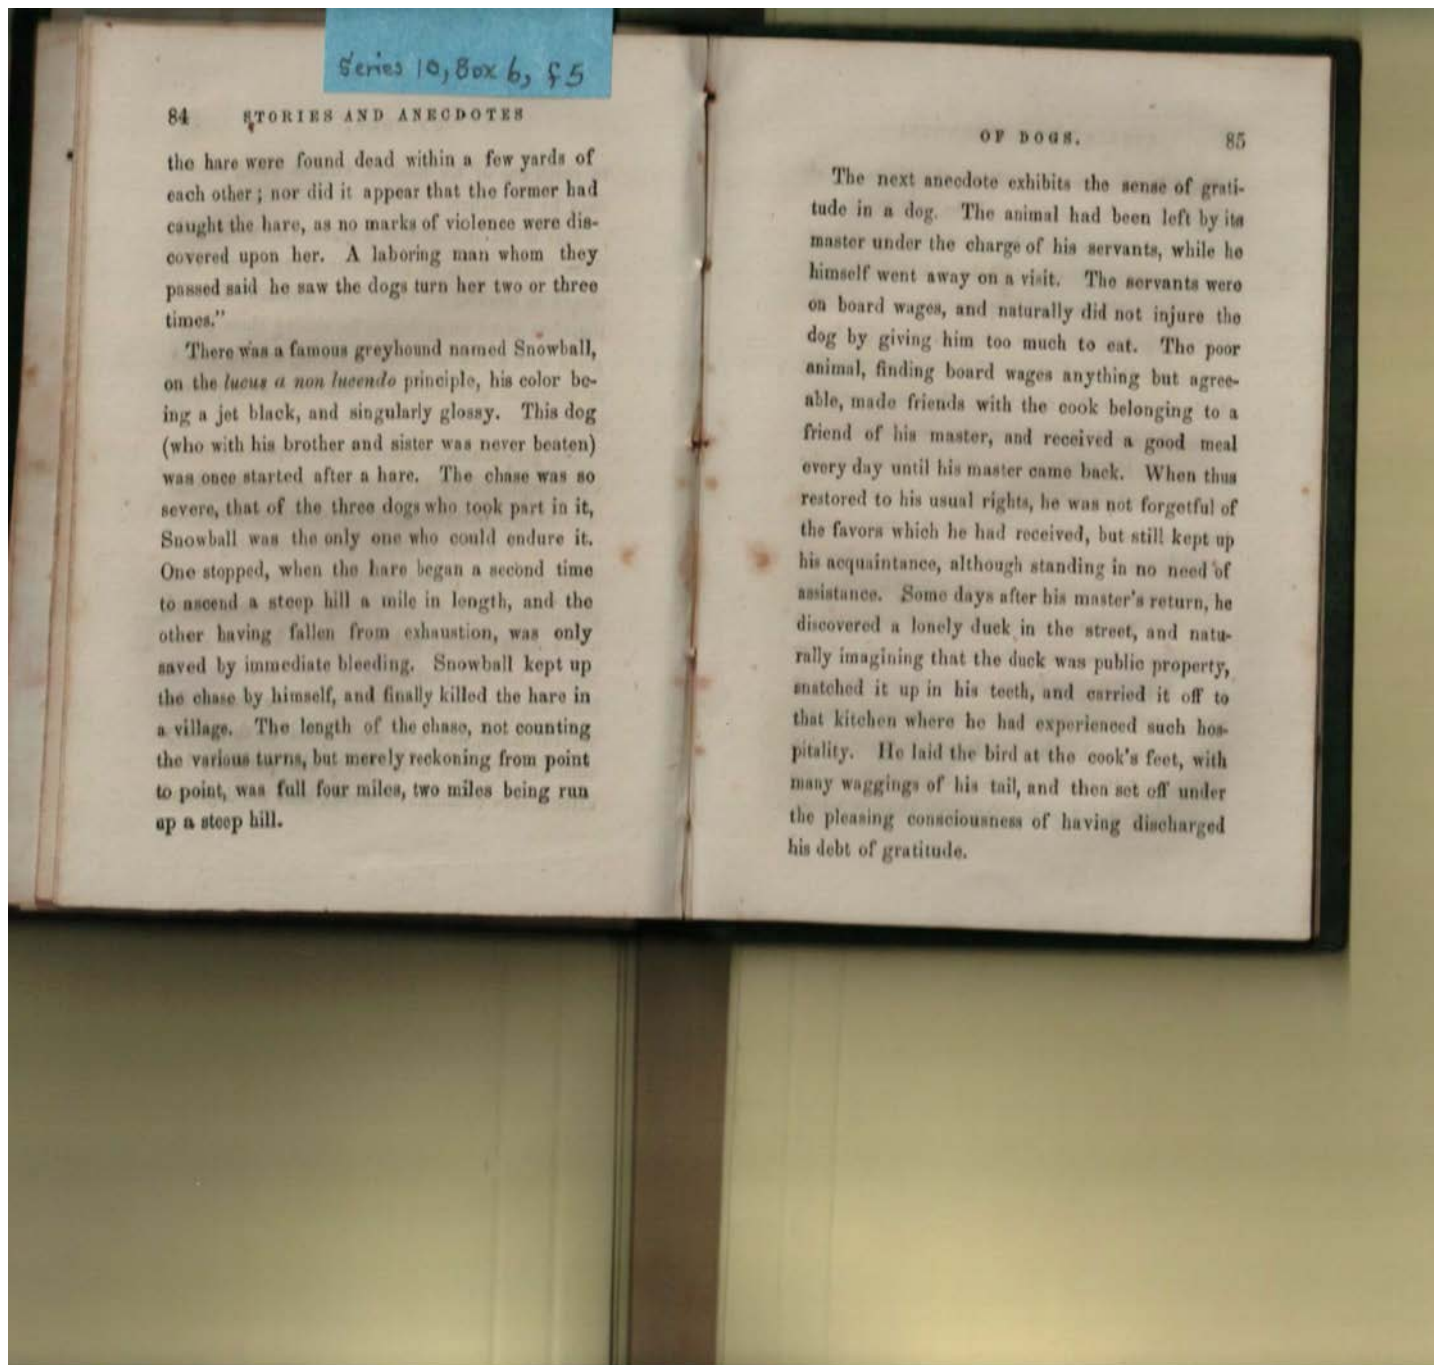 Series 10, Box 6, f5
84 STORIES AND ANECDOTES
the hare were found dead within a few yards of
each other; nor did it appear that the former had
caught the hare, as no marks of violence were dis-
covered upon her. A laboring man whom they
passed said he saw the dogs turn her two or three
times."
There was a famous greyhound named Snowball,
on the lucus a non lucendo principle, his color be-
ing a jet black, and singularly glossy. This dog
(who with his brother and sister was never beaten)
was once started after a hare. The chase was so
severe, that of the three dogs who took part in it,
Snowball was the only one who could endure it.
One stopped, when the hare began a second time
to ascend a steep hill a mile in length, and the
other having fallen from exhaustion, was only
saved by immediate bleeding. Snowball kept up
the chase by himself, and finally killed the hare in
a village. The length of the chase, not counting
the various turns, but merely reckoning from point
to point, was full four miles, two miles being run
up a steep hill.
OF DOGS. 85
The next anecdote exhibits the sense of grati-
tude in a dog. The animal had been left by its
master under the charge of his servants, while he
himself went away on a visit. The servants were
on board wages, and naturally did not injure the
dog by giving him too much to eat. The poor
animal, finding board wages anything but agree-
able, made friends with the cook belonging to a
friend of his master, and received a good meal
every day until his master came back. When thus
restored to his usual rights, he was not forgetful of
the favors which he had received, but still kept up
his acquaintance, although standing in no need of
assistance. Some days after his master's return, he
discovered a lonely duck in the street, and natu-
rally imagining that the duck was public property,
snatched it up in his teeth, and carried it off to
that kitchen where he had experienced such hos-
pitality. He laid the bird at the cook's feet, with
many waggings of his tail, and then set off under
the pleasing consciousness of having discharged
his debt of gratitude.